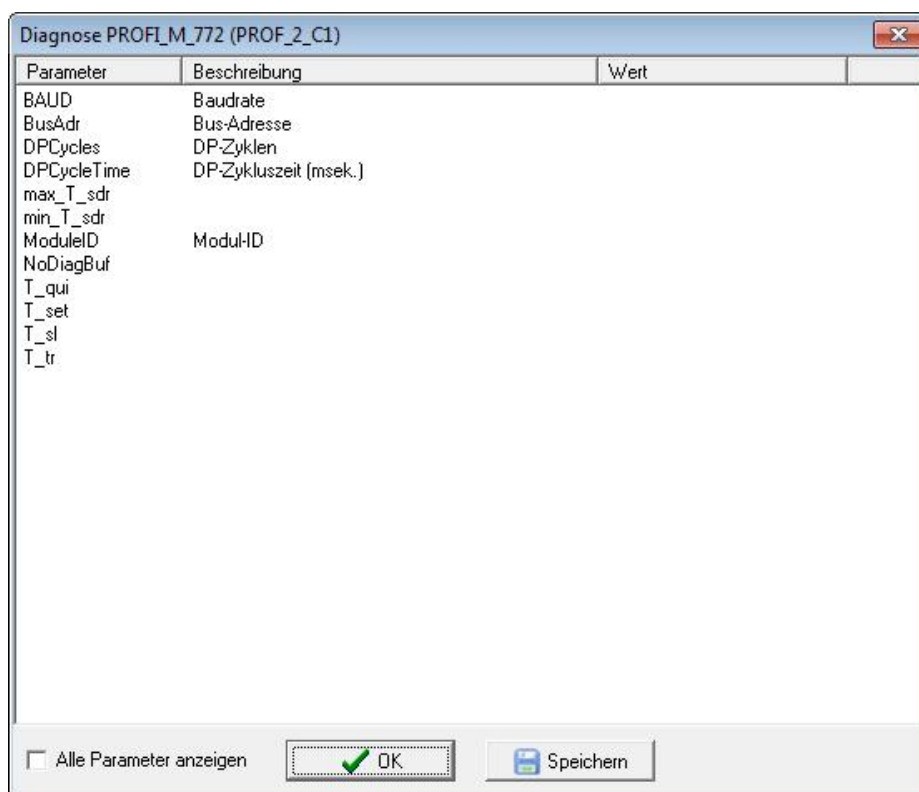 Diagnose PROFI_M_772 (PROF_2_C1)
Parameter Beschreibung Wert
BAUD Baudrate
BusAdr Bus-Adresse
DPCycles DP-Zyklen
DPCycleTime DP-Zykluszeit (msek.)
max_T_sdr
min_T_sdr
ModuleID Modul-ID
NoDiagBuf
T_qui
T_set
T_sl
T_tr
Alle Parameter anzeigen OK Speichern